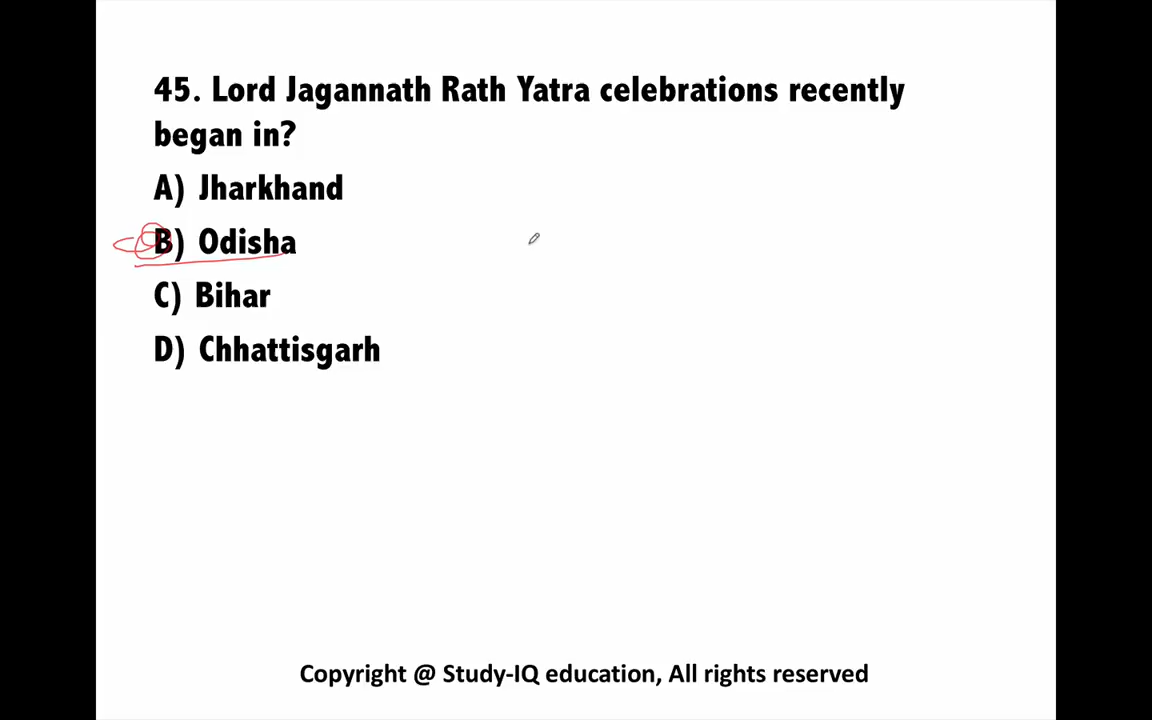 45. Lord Jagannath Rath Yatra celebrations recently
began in?
A) Jharkhand
B) Odisha
C) Bihar
D) Chhattisgarh
Copyright @ Study-IQ education, All rights reserved